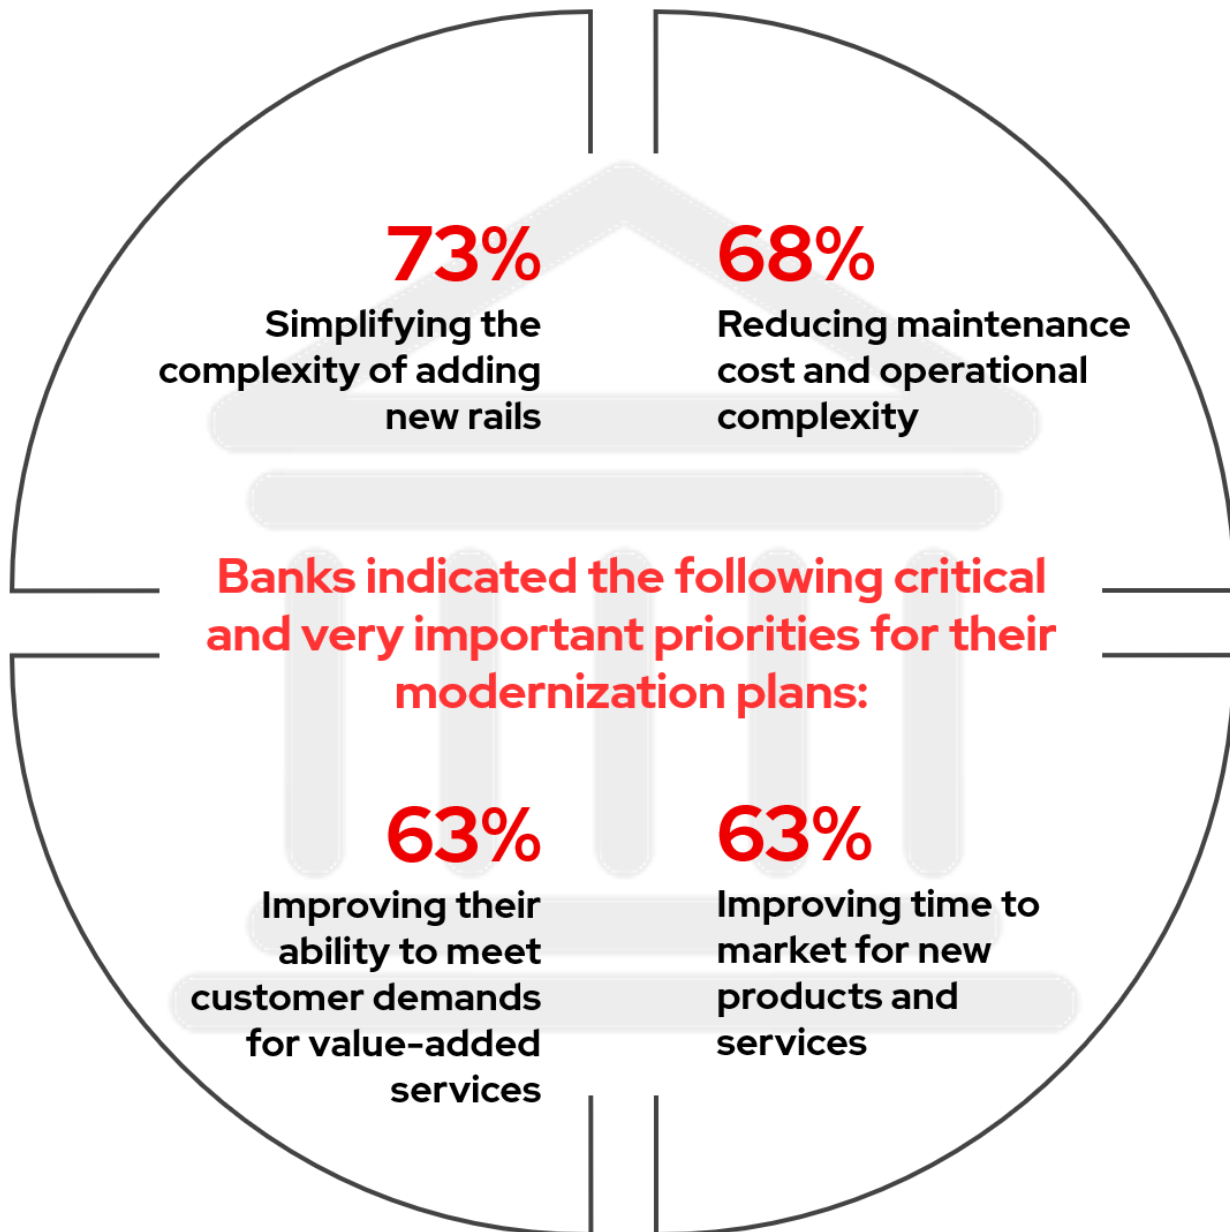 73%
Simplifying the
complexity of adding
new rails
68%
Reducing maintenance
cost and operational
complexity
Banks indicated the following critical
and very important priorities for their
modernization plans:
63%
Improving their
ability to meet
customer demands
for value-added
services
63%
Improving time to
market for new
products and
services